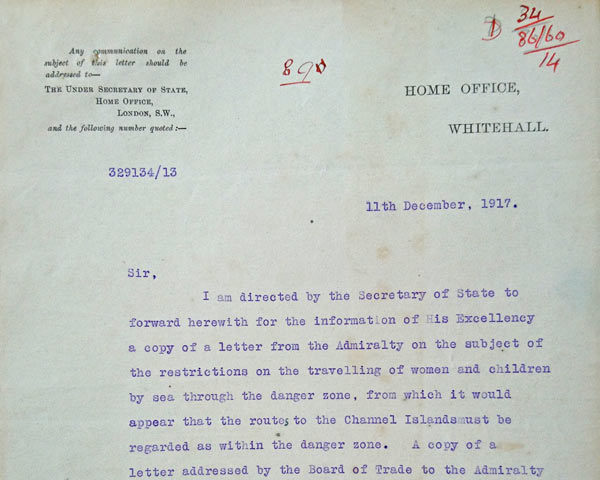 Any communication on the
subject of this letter should be
addressed to—
THE UNDER SECRETARY OF STATE,
HOME OFFICE,
LONDON, S.W.,
and the following number quoted:—
329134/13
890
D 34
86/60
14
HOME OFFICE,
WHITEHALL.
11th December, 1917.
Sir,
I am directed by the Secretary of State to
forward herewith for the information of His Excellency
a copy of a letter from the Admiralty on the subject of
the restrictions on the travelling of women and children
by sea through the danger zone, from which it would
appear that the routes to the Channel Islandsmust be
regarded as within the danger zone. A copy of a
letter addressed by the Board of Trade to the Admiralty